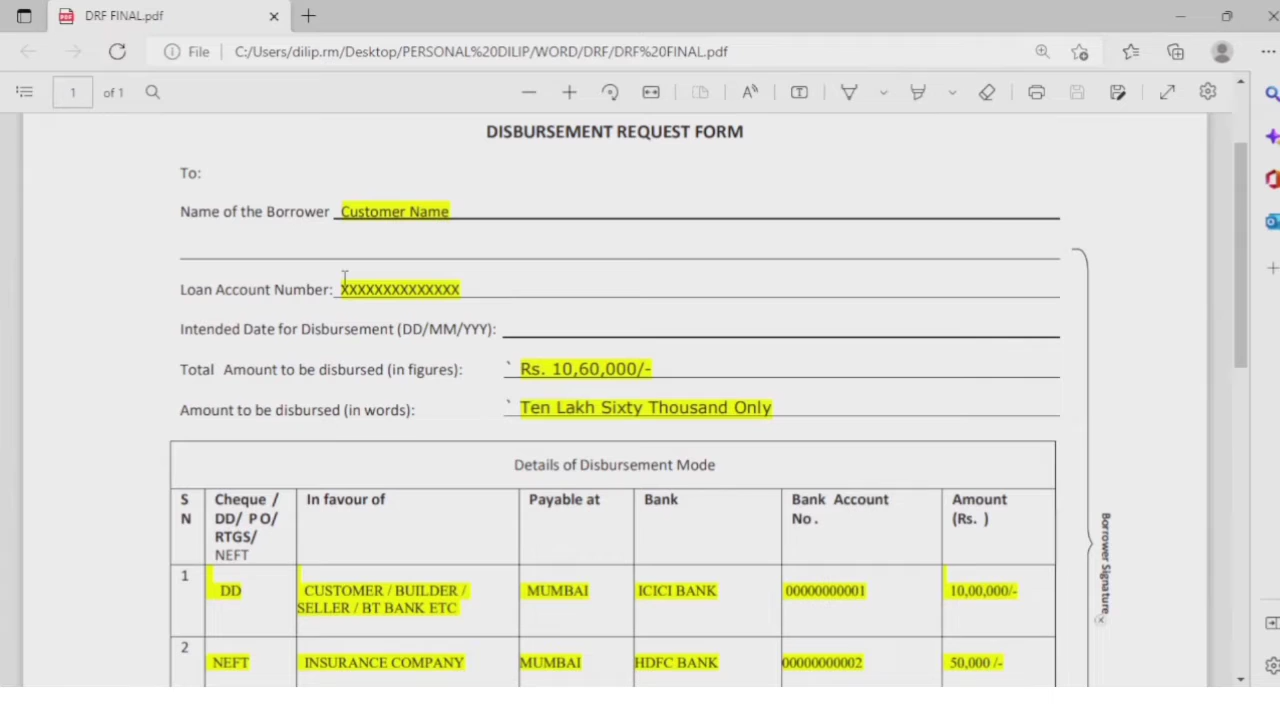 DRF FINAL.pdf
File C:/Users/dilip.rm/Desktop/PERSONAL%20DILIP/WORD/DRF/DRF%20FINAL.pdf
1 of 1
DISBURSEMENT REQUEST FORM
To:
Name of the Borrower Customer Name
Loan Account Number: XXXXXXXXXXXXXX
Intended Date for Disbursement (DD/MM/YYY):
Total Amount to be disbursed (in figures): ` Rs. 10,60,000/-
Amount to be disbursed (in words): ` Ten Lakh Sixty Thousand Only
Details of Disbursement Mode
S Cheque / In favour of Payable at Bank Bank Account Amount
N DD/ PO/ No. (Rs. )
RTGS/
NEFT
1
DD CUSTOMER / BUILDER / MUMBAI ICICI BANK 00000000001 10,00,000/-
SELLER / BT BANK ETC
2
NEFT INSURANCE COMPANY MUMBAI HDFC BANK 00000000002 50,000 /-
Borrower Signature